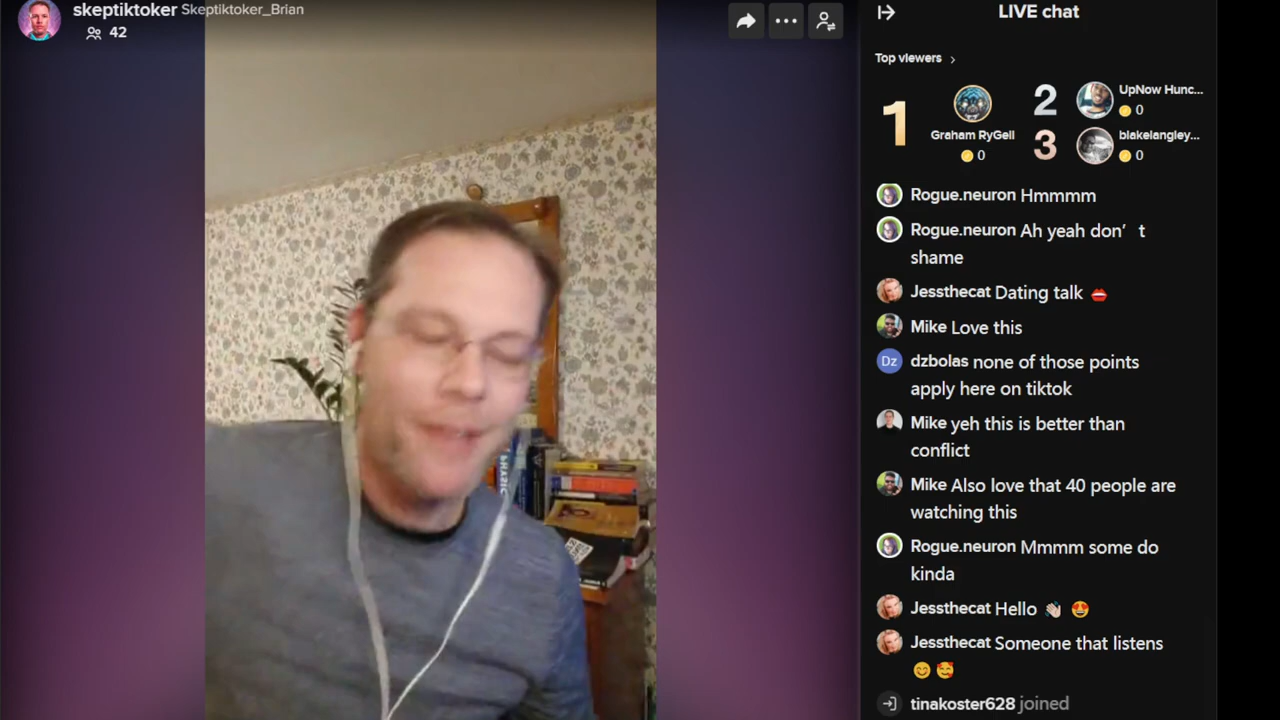 skeptiktoker Skeptiktoker_Brian
42
LIVE chat
Top viewers
1
Graham RyGell
0
2
UpNow Hunc...
0
3
blakelangley...
0
Rogue.neuron Hmmmm
Rogue.neuron Ah yeah don’t
shame
Jessthecat Dating talk 👄
Mike Love this
Dz
dzbolas none of those points
apply here on tiktok
Mike yeh this is better than
conflict
Mike Also love that 40 people are
watching this
Rogue.neuron Mmmm some do
kinda
Jessthecat Hello 👋🏻 😍
Jessthecat Someone that listens
😊 🥰
tinakoster628 joined